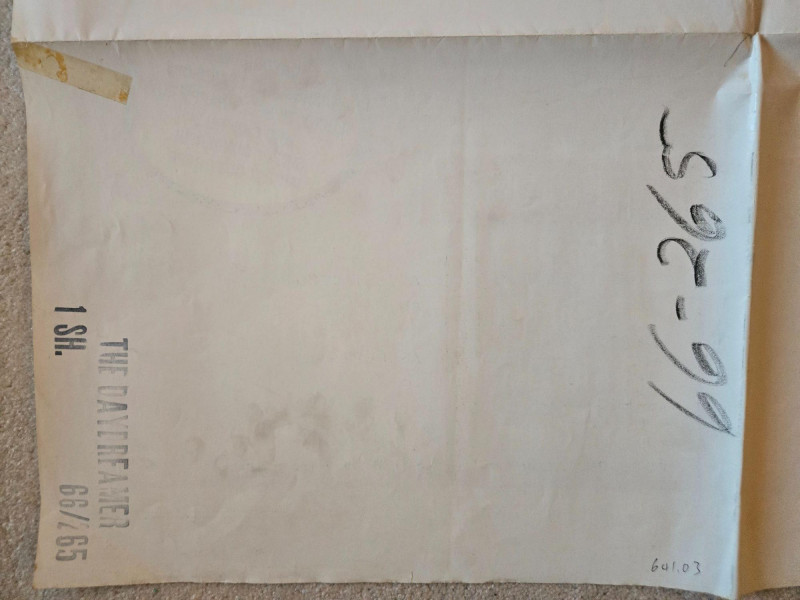 THE DAYDREAMER
1 SH. 66/265
66-265
601.03